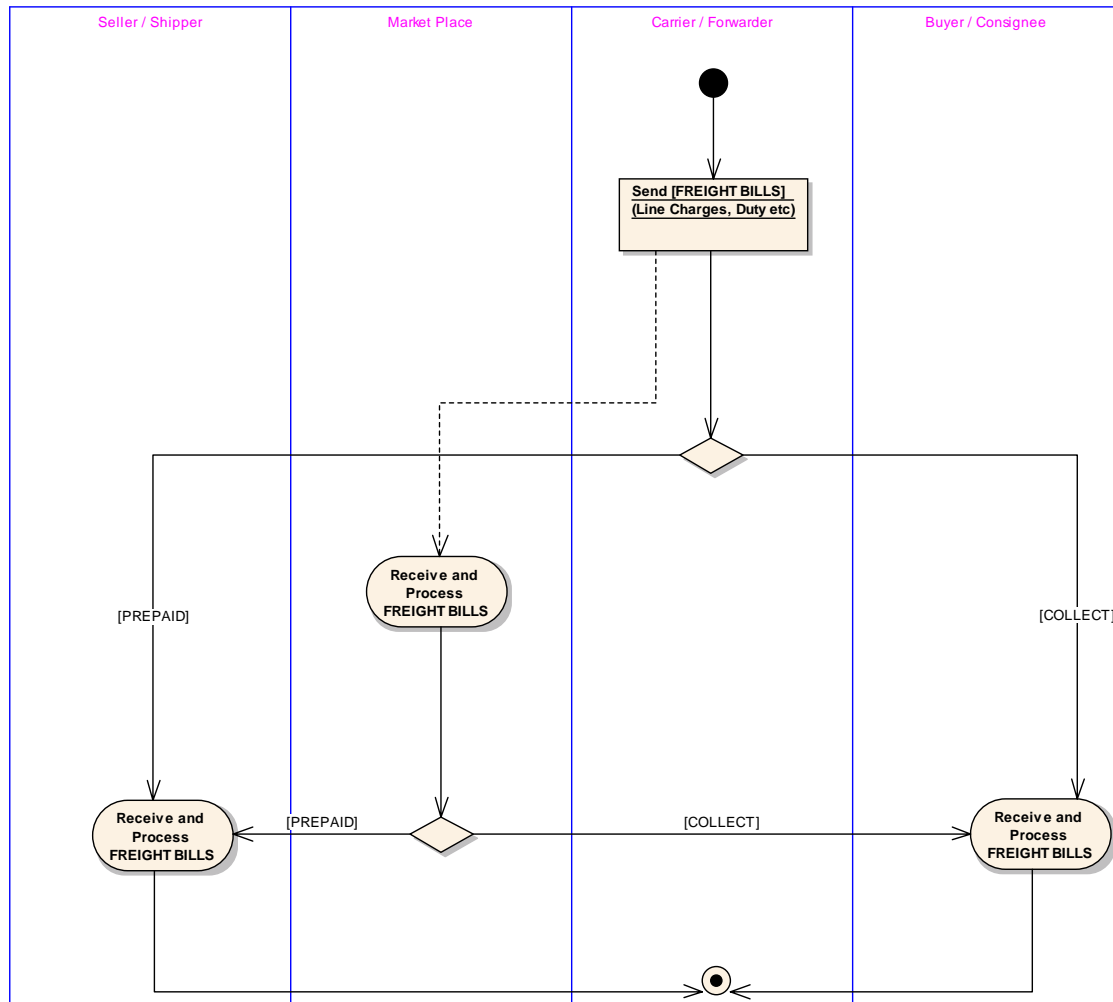 Seller / Shipper
Market Place
Carrier / Forwarder
Buyer / Consignee
Send [FREIGHT BILLS]
(Line Charges, Duty etc)
Receive and
Process
FREIGHT BILLS
[PREPAID]
[COLLECT]
Receive and
Process
FREIGHT BILLS
[PREPAID]
[COLLECT]
Receive and
Process
FREIGHT BILLS